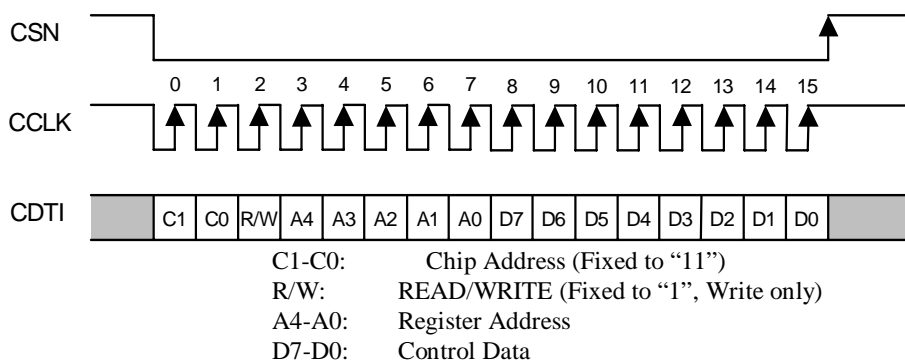 CSN
0 1 2 3 4 5 6 7 8 9 10 11 12 13 14 15
CCLK
CDTI C1 C0 R/W A4 A3 A2 A1 A0 D7 D6 D5 D4 D3 D2 D1 D0
C1-C0: Chip Address (Fixed to “11”)
R/W: READ/WRITE (Fixed to “1”, Write only)
A4-A0: Register Address
D7-D0: Control Data